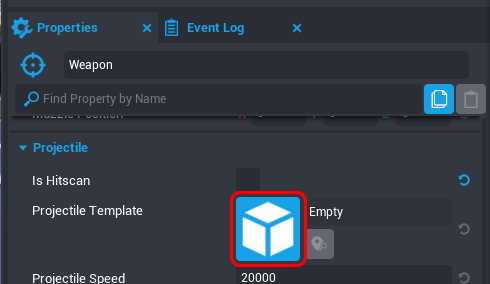 Properties
Event Log
Weapon
Find Property by Name
Projectile
Is Hitscan
Projectile Template
Empty
Projectile Speed
20000